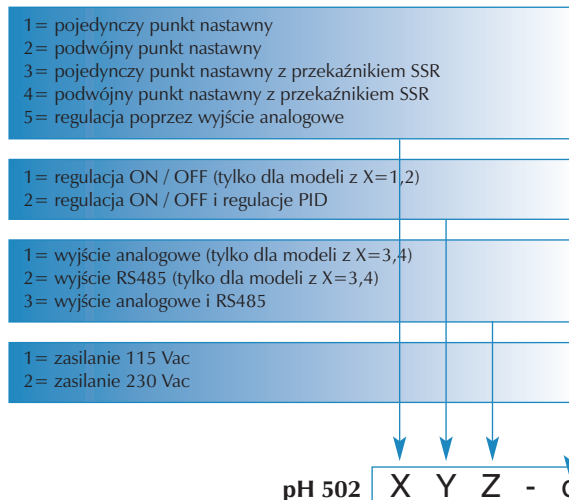 1= pojedynczy punkt nastawny
2= podwójny punkt nastawny
3= pojedynczy punkt nastawny z przekaźnikiem SSR
4= podwójny punkt nastawny z przekaźnikiem SSR
5= regulacja poprzez wyjście analogowe
1= regulacja ON / OFF (tylko dla modeli z X=1,2)
2= regulacja ON / OFF i regulacje PID
1= wyjście analogowe (tylko dla modeli z X=3,4)
2= wyjście RS485 (tylko dla modeli z X=3,4)
3= wyjście analogowe i RS485
1= zasilanie 115 Vac
2= zasilanie 230 Vac
pH 502 X Y Z -